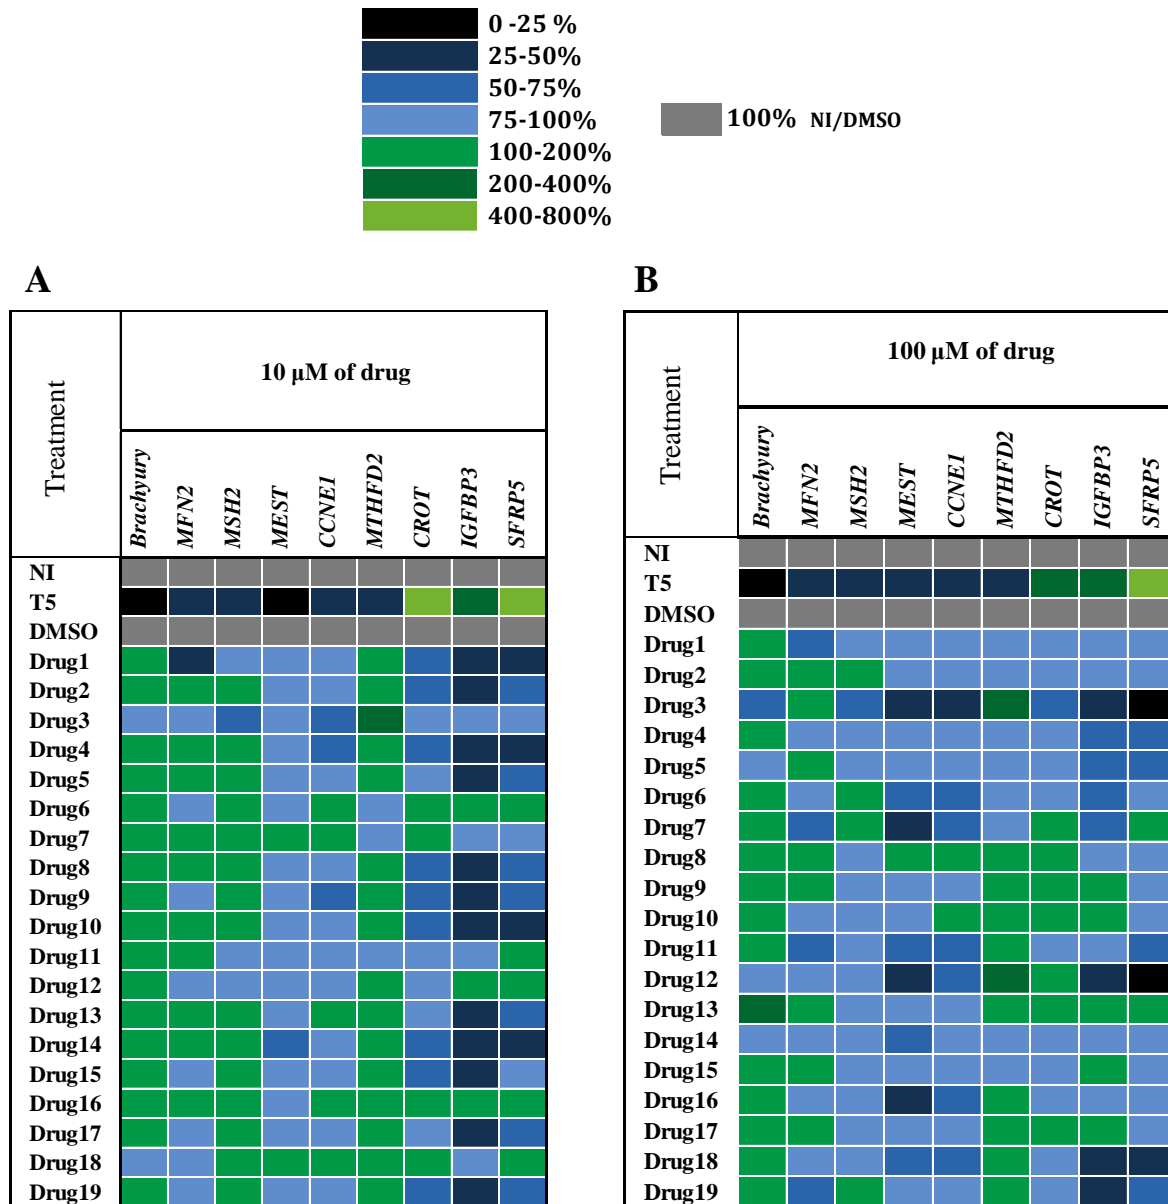 0 -25 %
25-50%
50-75%
75-100%
100% NI/DMSO
100-200%
200-400%
400-800%
A
Treatment
10 µM of drug
Brachyury
MFN2
MSH2
MEST
CCNE1
MTHFD2
CROT
IGFBP3
SFRP5
NI
T5
DMSO
Drug1
Drug2
Drug3
Drug4
Drug5
Drug6
Drug7
Drug8
Drug9
Drug10
Drug11
Drug12
Drug13
Drug14
Drug15
Drug16
Drug17
Drug18
Drug19
B
Treatment
100 µM of drug
Brachyury
MFN2
MSH2
MEST
CCNE1
MTHFD2
CROT
IGFBP3
SFRP5
NI
T5
DMSO
Drug1
Drug2
Drug3
Drug4
Drug5
Drug6
Drug7
Drug8
Drug9
Drug10
Drug11
Drug12
Drug13
Drug14
Drug15
Drug16
Drug17
Drug18
Drug19